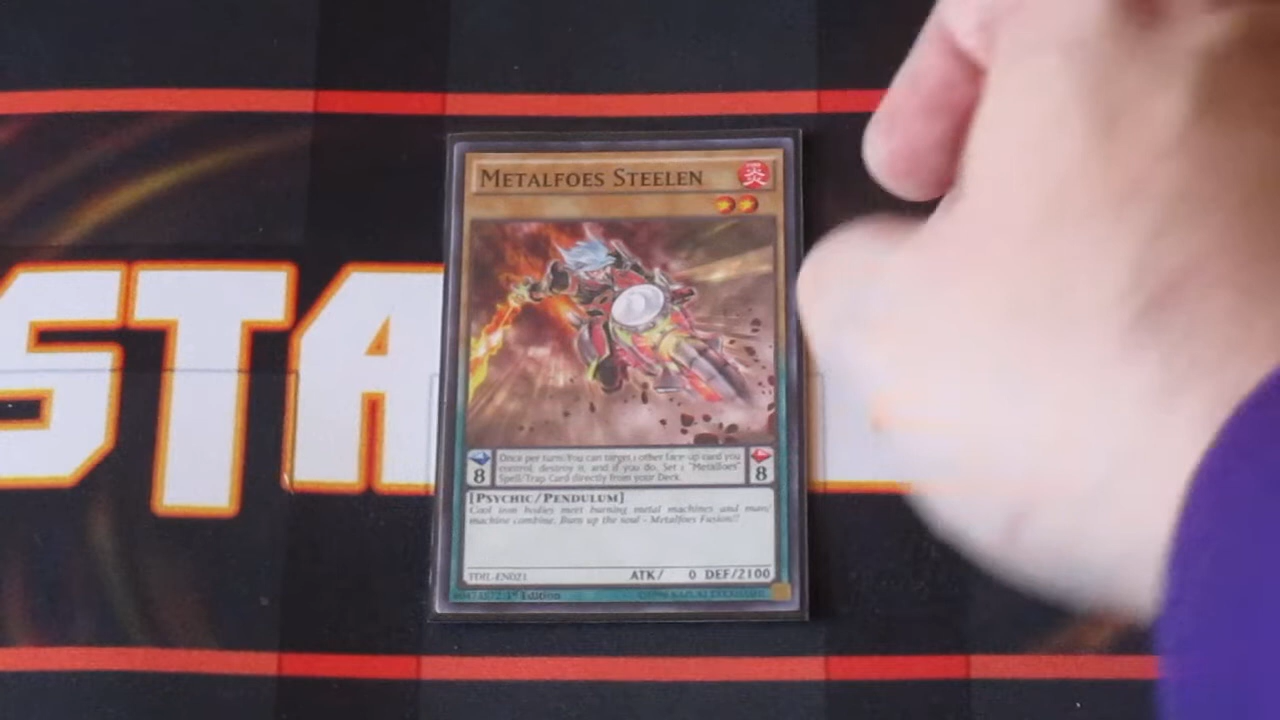 METALFOES STEELEN
炎
STA
Once per turn: You can target 1 other face-up card you
control; destroy it, and if you do, Set 1 "Metalfoes"
Spell/Trap Card directly from your Deck.
8
8
[PSYCHIC/PENDULUM]
Cool iron bodies meet burning metal machines and man/
machine combine. Burn up the soul - Metalfoes Fusion!!
TDIL-EN021
ATK/ 0 DEF/2100
1st Edition